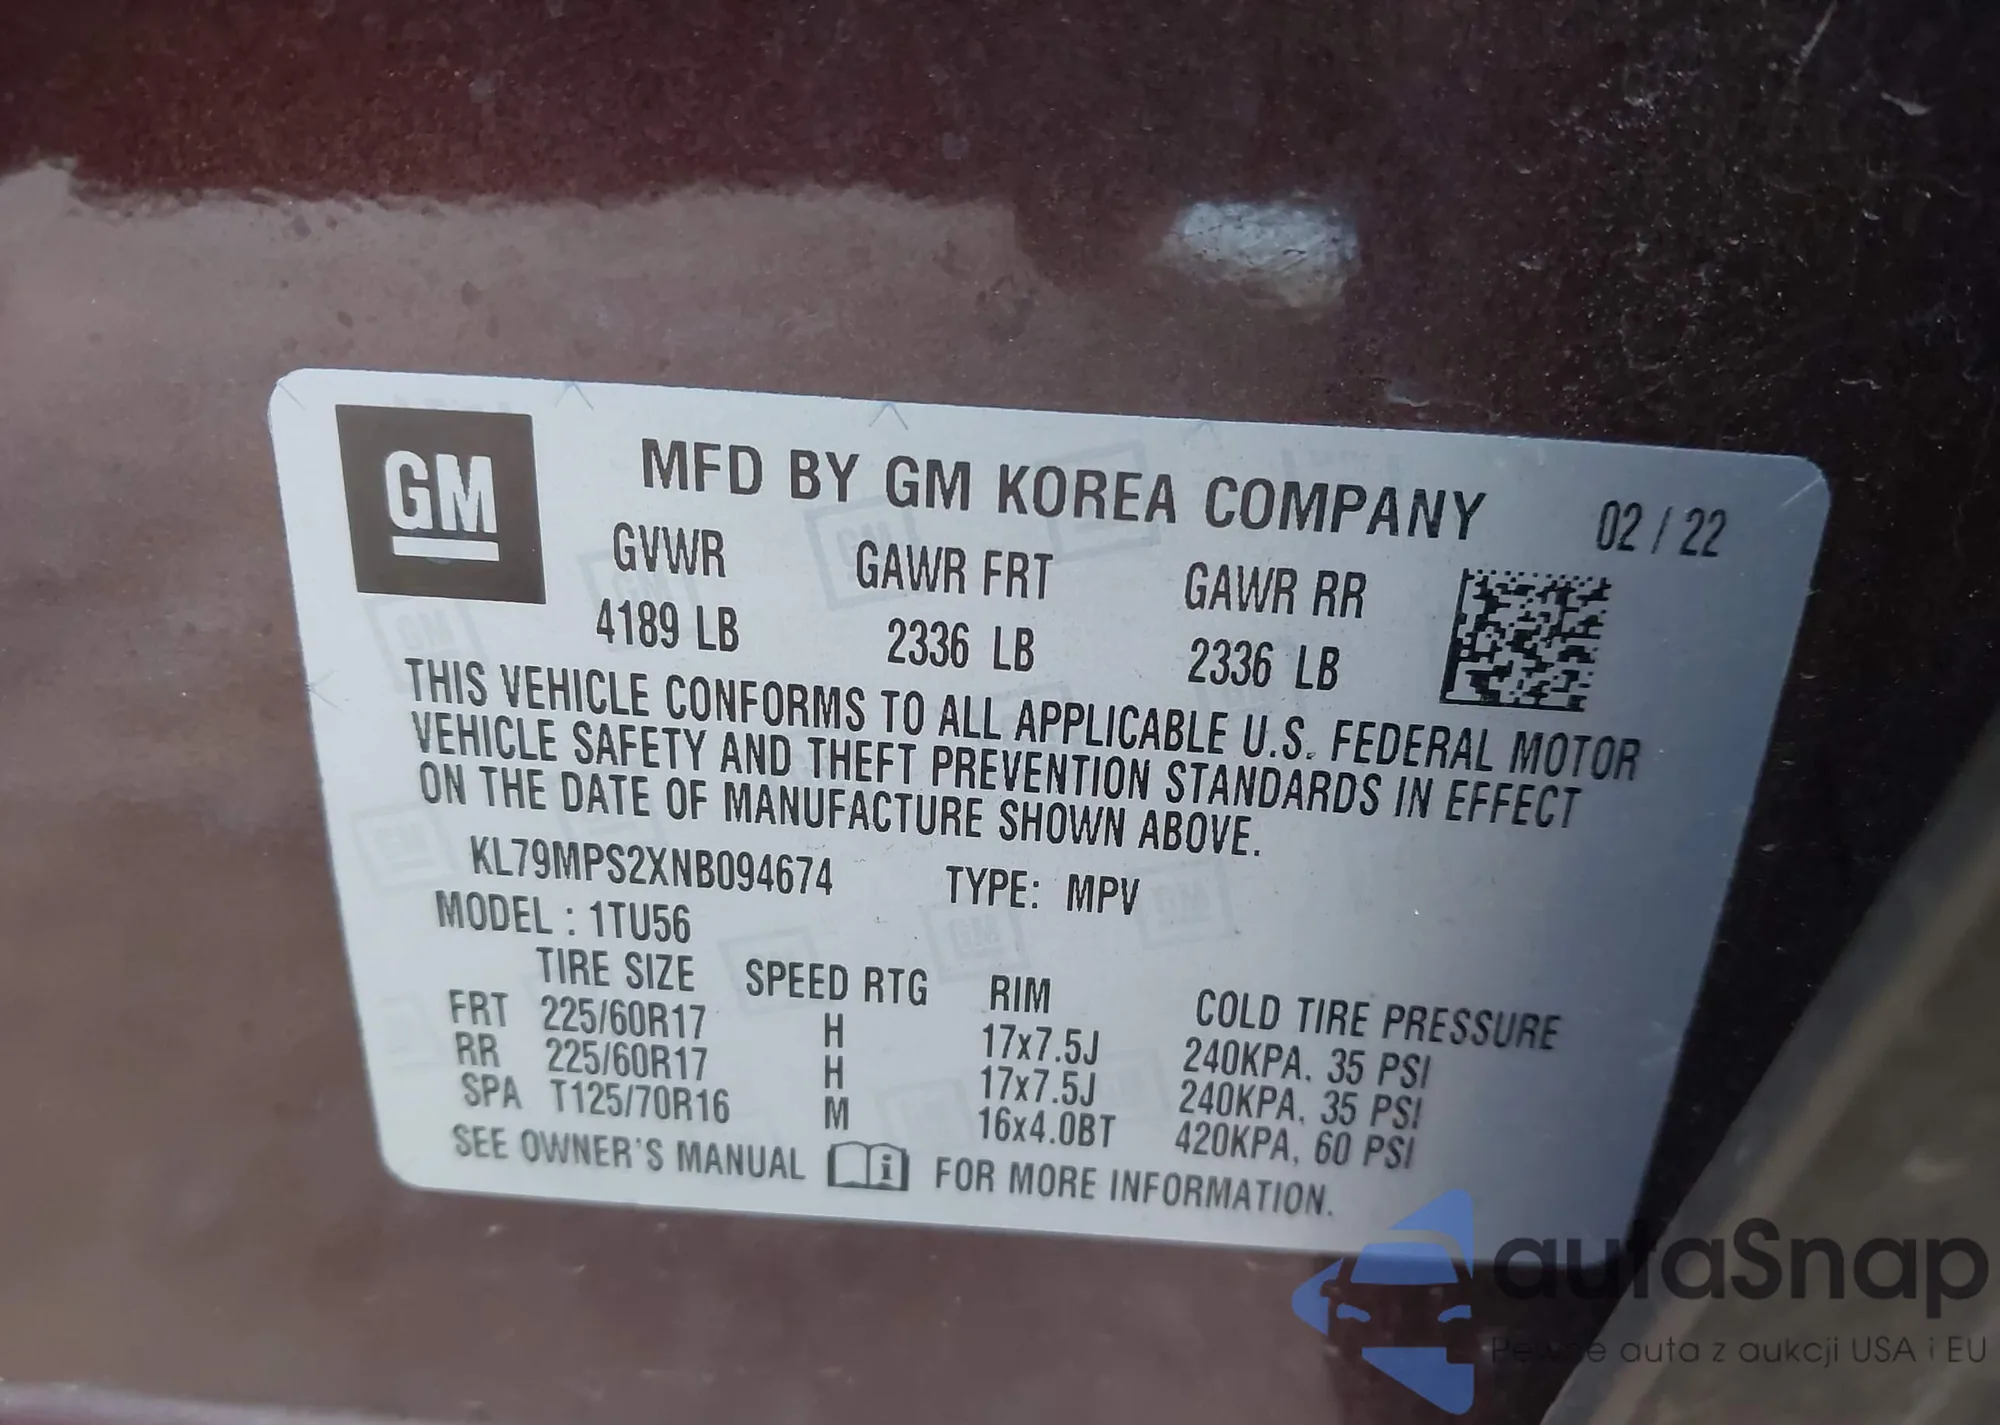 GM
MFD BY GM KOREA COMPANY 02 / 22
GVWR GAWR FRT GAWR RR
4189 LB 2336 LB 2336 LB
THIS VEHICLE CONFORMS TO ALL APPLICABLE U.S. FEDERAL MOTOR
VEHICLE SAFETY AND THEFT PREVENTION STANDARDS IN EFFECT
ON THE DATE OF MANUFACTURE SHOWN ABOVE.
KL79MPS2XNB094674 TYPE: MPV
MODEL : 1TU56
TIRE SIZE SPEED RTG RIM COLD TIRE PRESSURE
FRT 225/60R17 H 17x7.5J 240KPA, 35 PSI
RR 225/60R17 H 17x7.5J 240KPA, 35 PSI
SPA T125/70R16 M 16x4.0BT 420KPA, 60 PSI
SEE OWNER'S MANUAL i FOR MORE INFORMATION.
autaSnap
Pewne auta z aukcji USA i EU